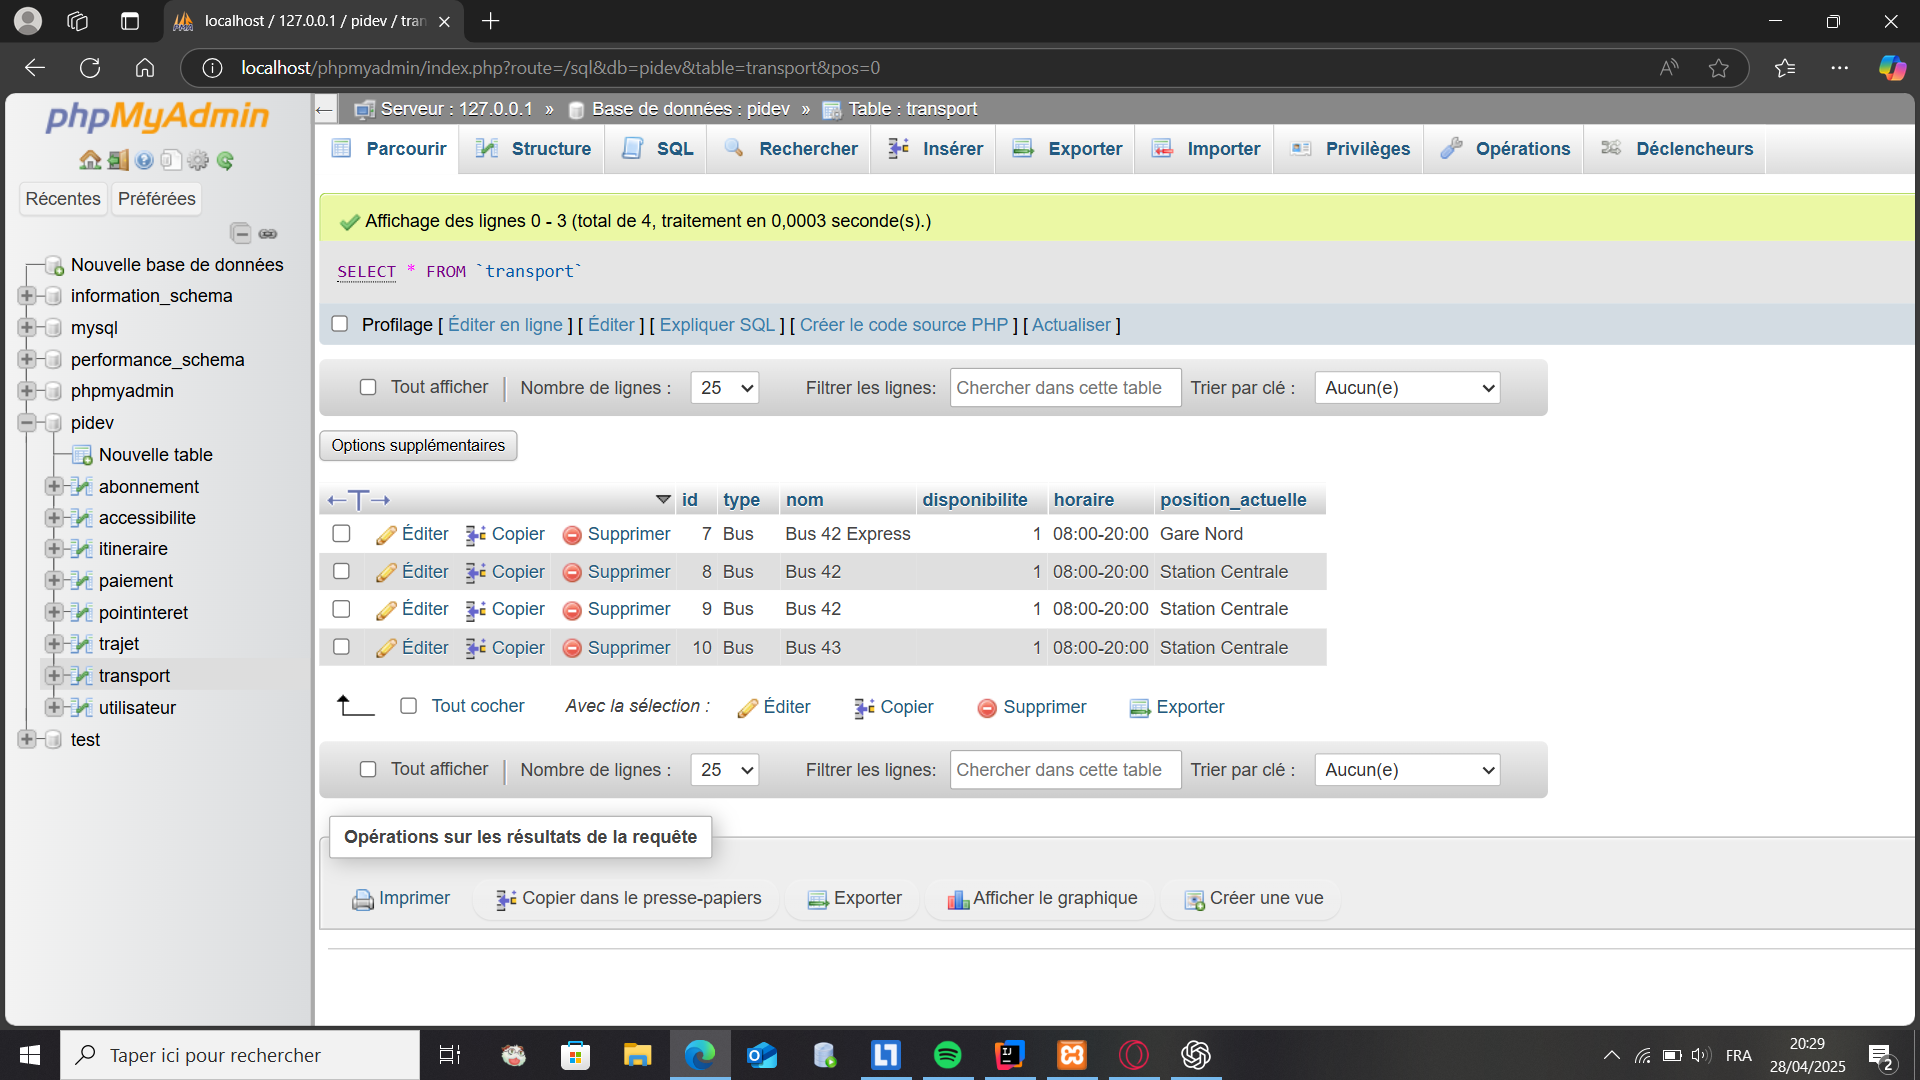 localhost / 127.0.0.1 / pidev / tran
localhost/phpmyadmin/index.php?route=/sql&db=pidev&table=transport&pos=0
phpMyAdmin
Récentes Préférées
Nouvelle base de données
information_schema
mysql
performance_schema
phpmyadmin
pidev
Nouvelle table
abonnement
accessibilite
itineraire
paiement
pointinteret
trajet
transport
utilisateur
test
Serveur : 127.0.0.1 » Base de données : pidev » Table : transport
Parcourir Structure SQL Rechercher Insérer Exporter Importer Privilèges Opérations Déclencheurs
Affichage des lignes 0 - 3 (total de 4, traitement en 0,0003 seconde(s).)
SELECT * FROM `transport`
Profilage [ Éditer en ligne ] [ Éditer ] [ Expliquer SQL ] [ Créer le code source PHP ] [ Actualiser ]
Tout afficher | Nombre de lignes : 25 Filtrer les lignes: Chercher dans cette table Trier par clé : Aucun(e)
Options supplémentaires
←T→ id type nom disponibilite horaire position_actuelle
Éditer Copier Supprimer 7 Bus Bus 42 Express 1 08:00-20:00 Gare Nord
Éditer Copier Supprimer 8 Bus Bus 42 1 08:00-20:00 Station Centrale
Éditer Copier Supprimer 9 Bus Bus 42 1 08:00-20:00 Station Centrale
Éditer Copier Supprimer 10 Bus Bus 43 1 08:00-20:00 Station Centrale
Tout cocher Avec la sélection : Éditer Copier Supprimer Exporter
Tout afficher | Nombre de lignes : 25 Filtrer les lignes: Chercher dans cette table Trier par clé : Aucun(e)
Opérations sur les résultats de la requête
Imprimer Copier dans le presse-papiers Exporter Afficher le graphique Créer une vue
Taper ici pour rechercher
FRA
20:29
28/04/2025
2